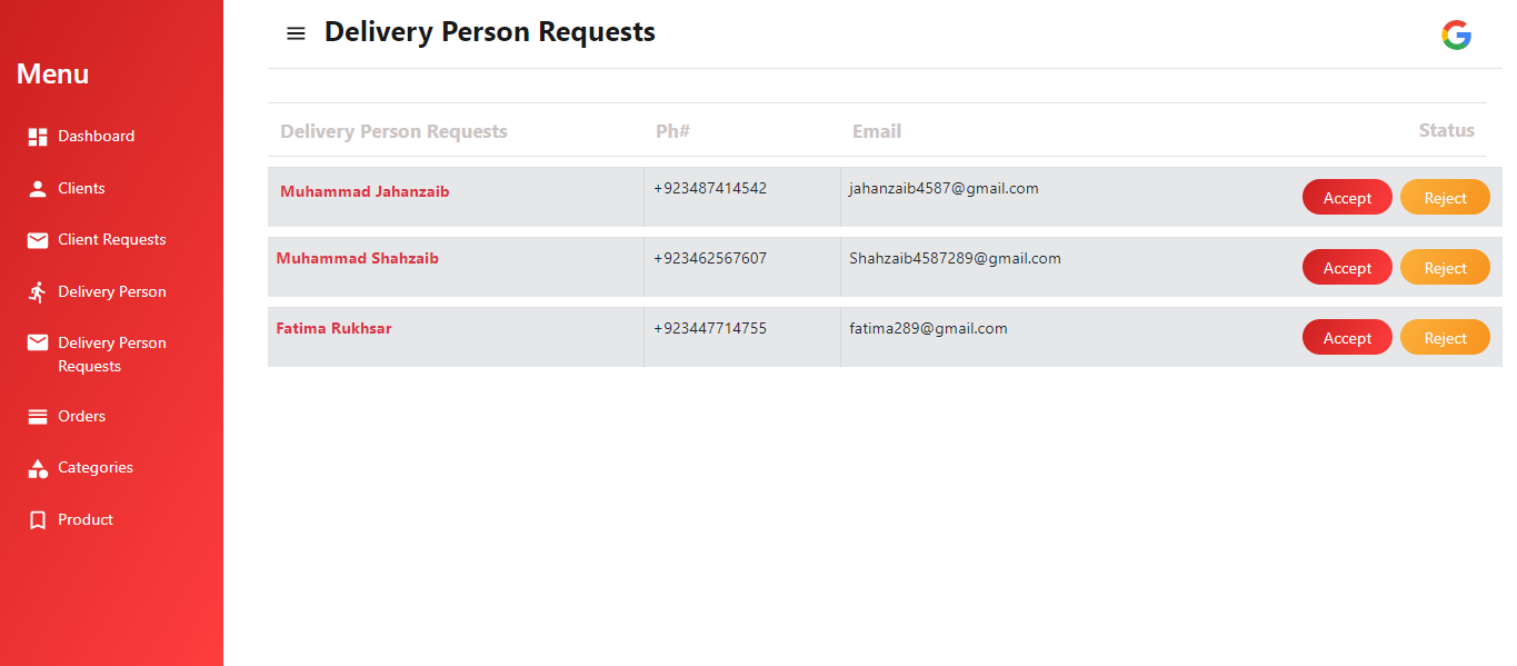 Menu
Dashboard
Clients
Client Requests
Delivery Person
Delivery Person
Requests
Orders
Categories
Product
Delivery Person Requests
Delivery Person Requests Ph# Email Status
Muhammad Jahanzaib +923487414542 jahanzaib4587@gmail.com Accept Reject
Muhammad Shahzaib +923462567607 Shahzaib4587289@gmail.com Accept Reject
Fatima Rukhsar +923447714755 fatima289@gmail.com Accept Reject